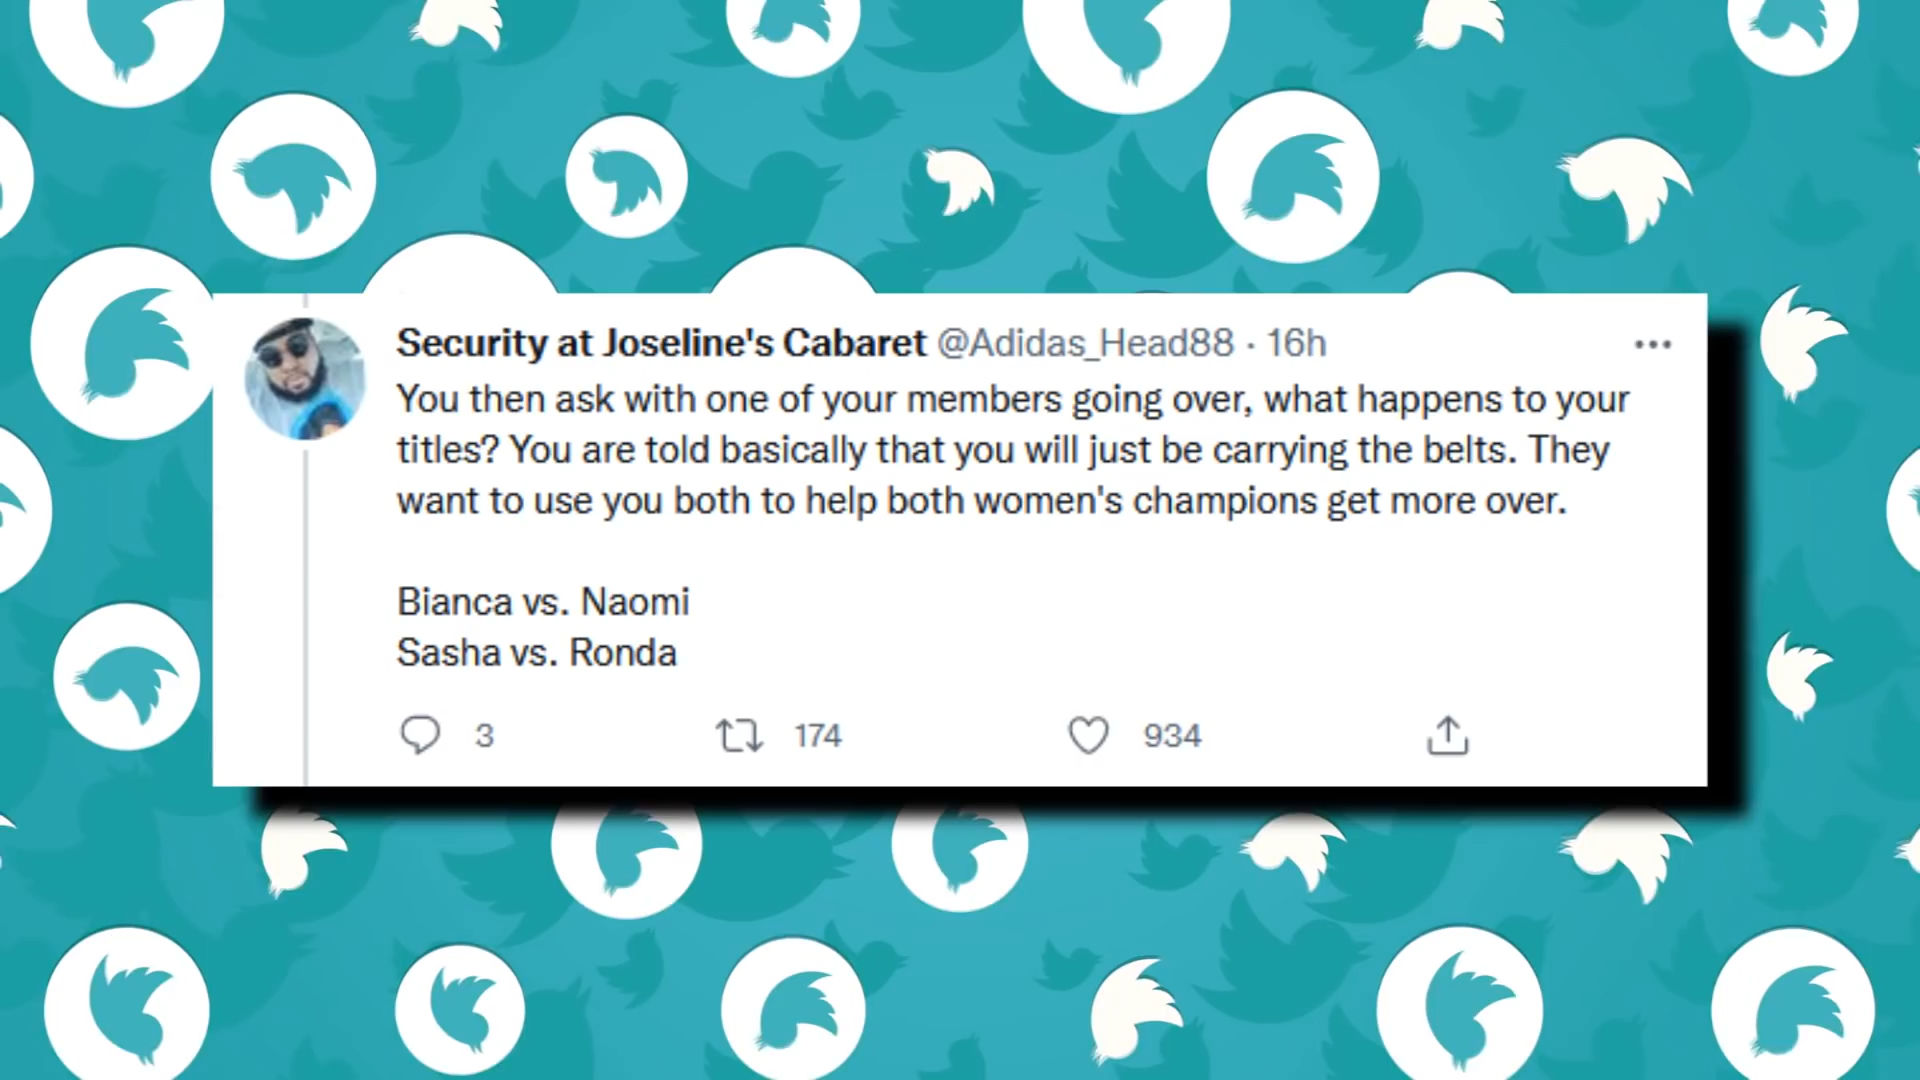 Security at Joseline's Cabaret @Adidas_Head88 · 16h
You then ask with one of your members going over, what happens to your
titles? You are told basically that you will just be carrying the belts. They
want to use you both to help both women's champions get more over.
Bianca vs. Naomi
Sasha vs. Ronda
3 174 934